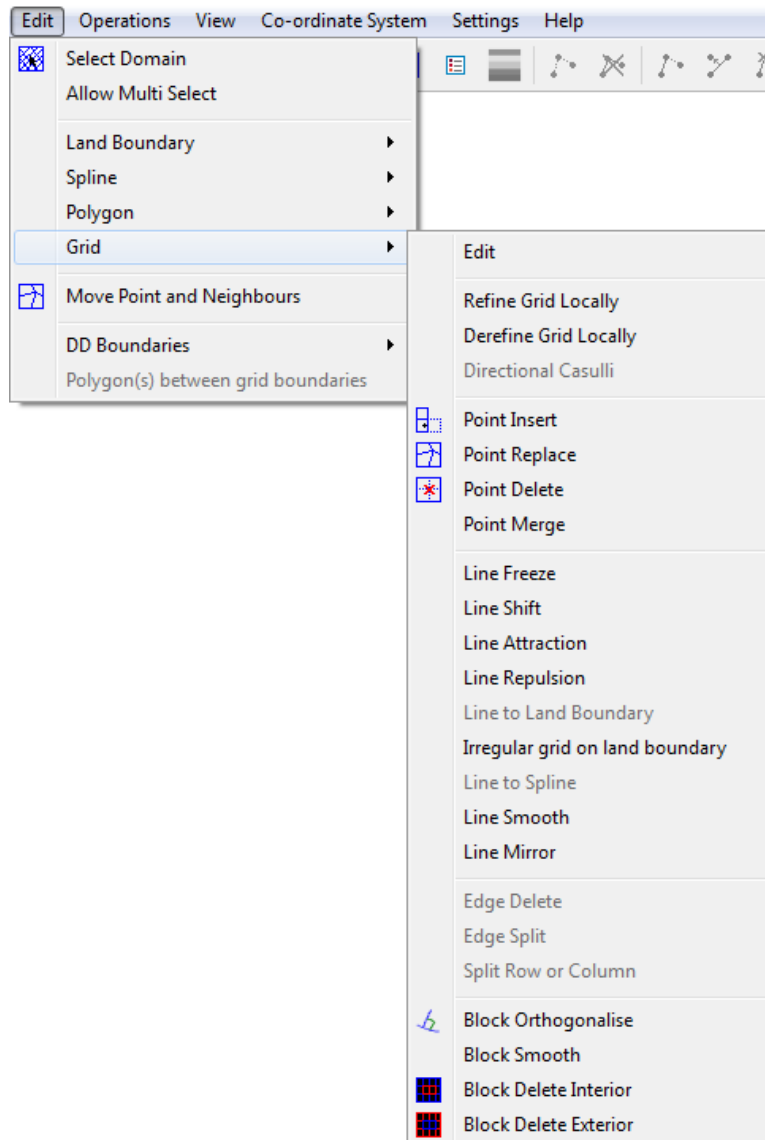 Edit Operations View Co-ordinate System Settings Help
Select Domain
Allow Multi Select
Land Boundary
Spline
Polygon
Grid
Move Point and Neighbours
DD Boundaries
Polygon(s) between grid boundaries
Edit
Refine Grid Locally
Derefine Grid Locally
Directional Casulli
Point Insert
Point Replace
Point Delete
Point Merge
Line Freeze
Line Shift
Line Attraction
Line Repulsion
Line to Land Boundary
Irregular grid on land boundary
Line to Spline
Line Smooth
Line Mirror
Edge Delete
Edge Split
Split Row or Column
Block Orthogonalise
Block Smooth
Block Delete Interior
Block Delete Exterior